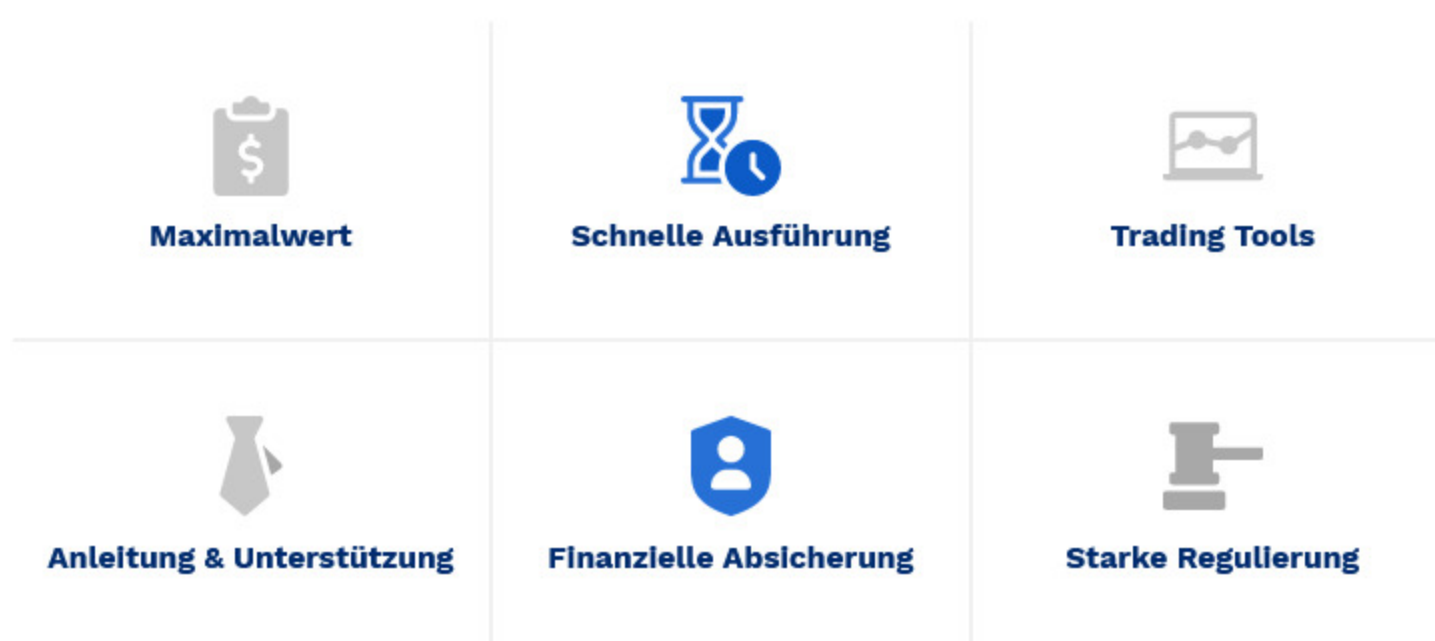 $
Maximalwert
Schnelle Ausführung
Trading Tools
Anleitung & Unterstützung
Finanzielle Absicherung
Starke Regulierung